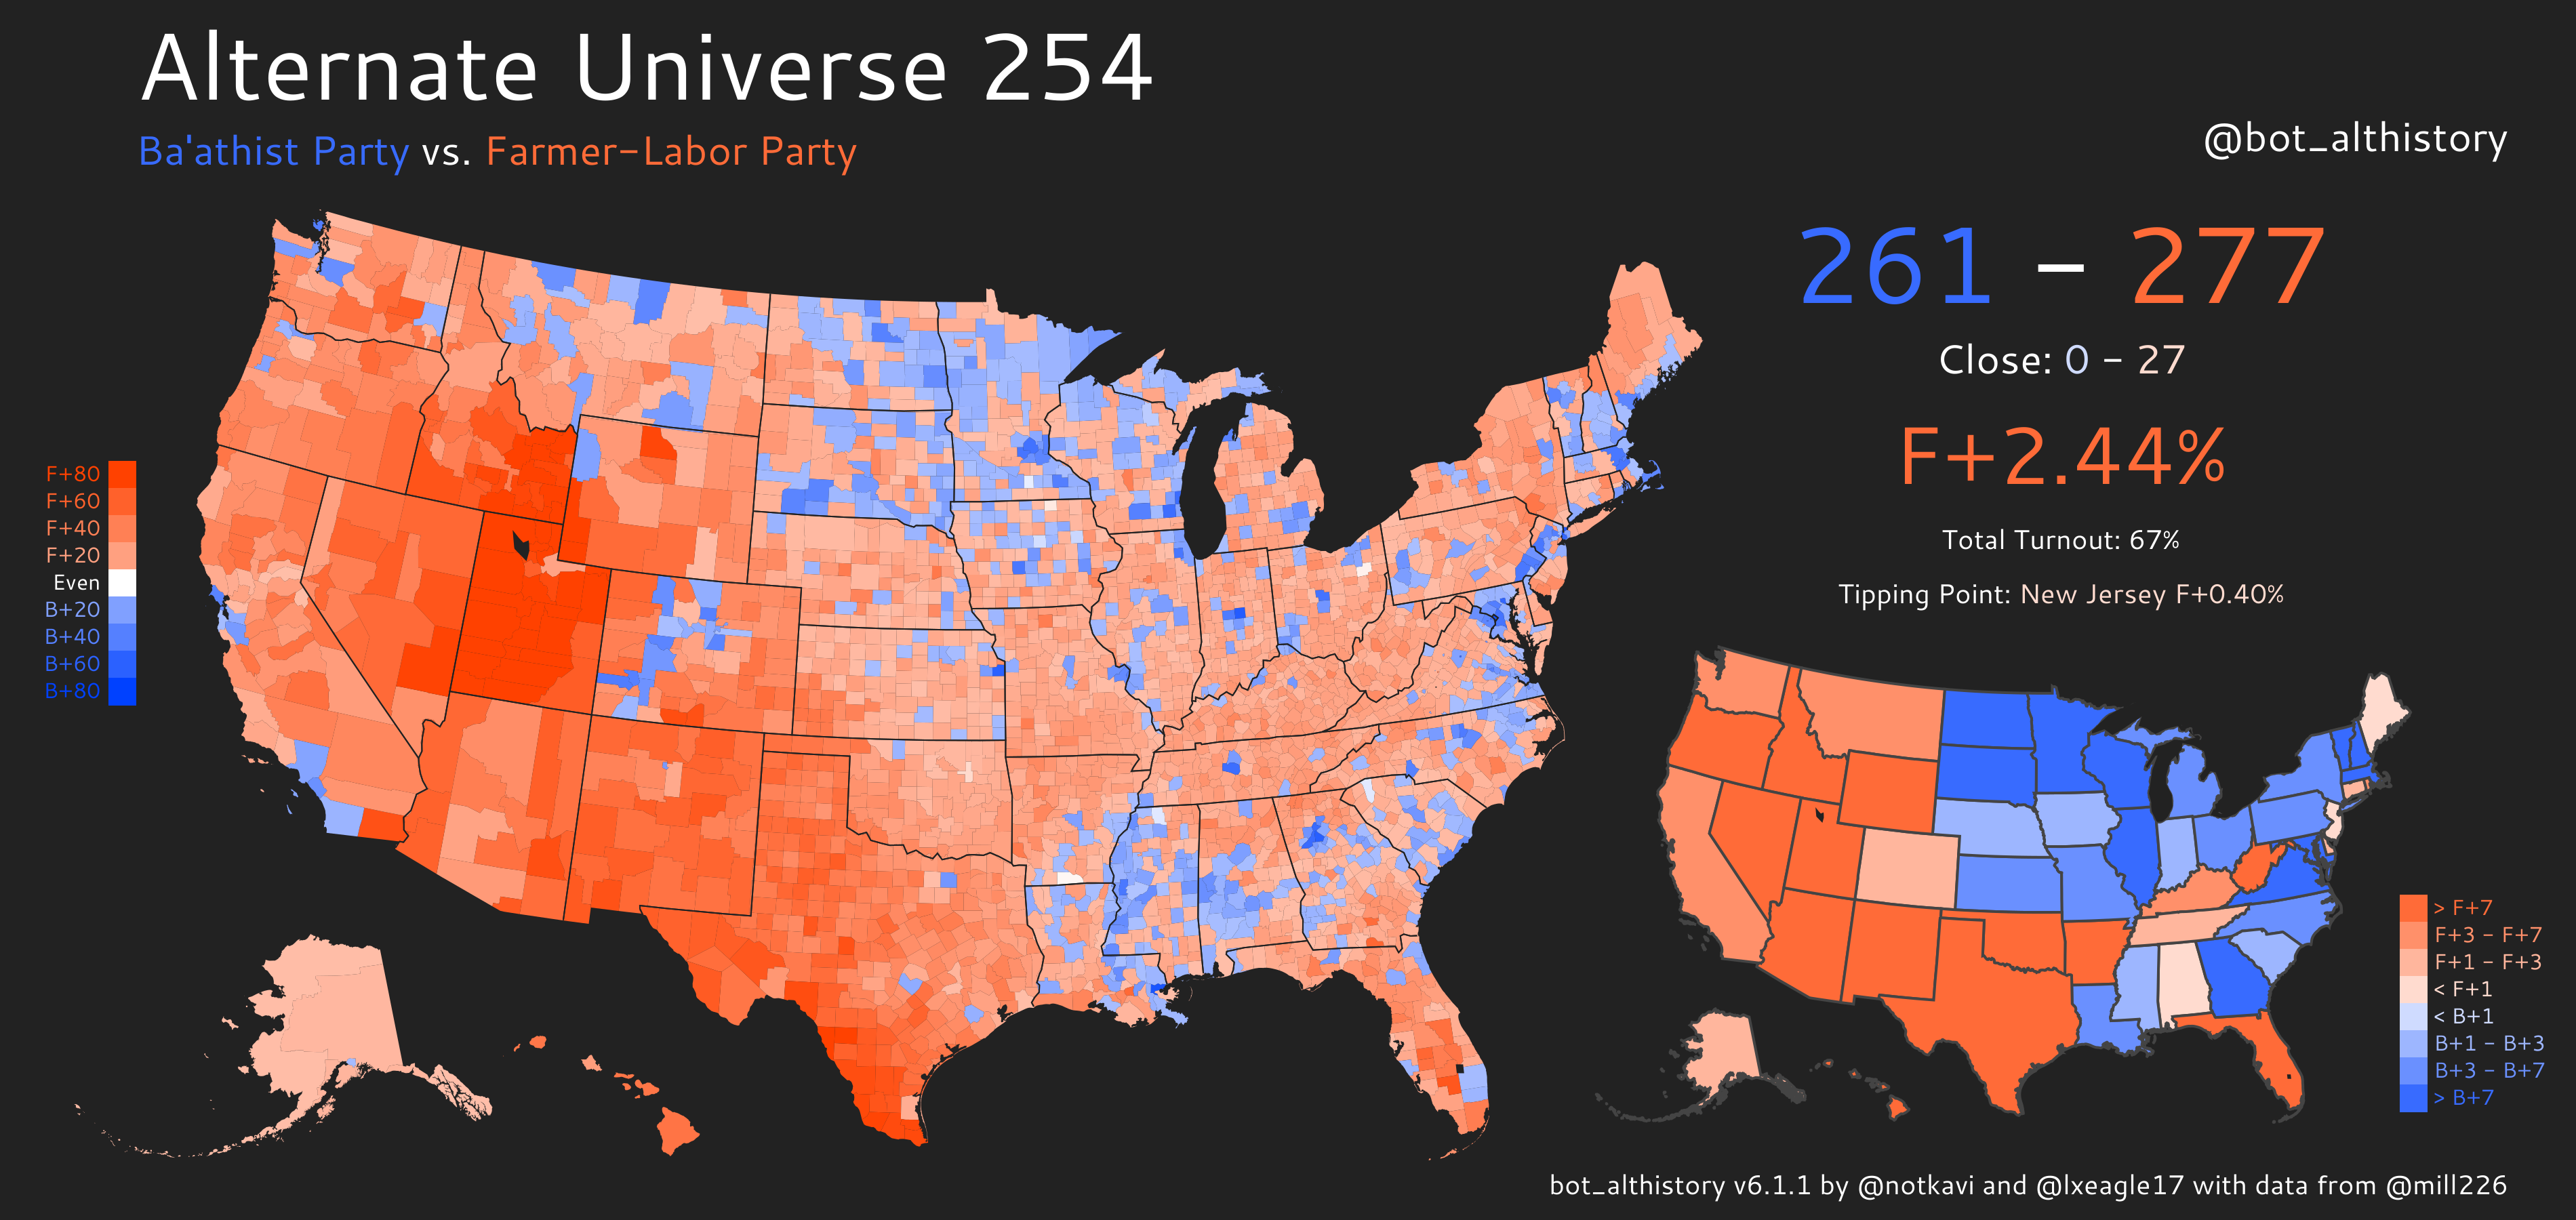 Alternate Universe 254
Ba'athist Party vs. Farmer-Labor Party
@bot_althistory
261 - 277
Close: 0 - 27
F+2.44%
Total Turnout: 67%
Tipping Point: New Jersey F+0.40%
F+80
F+60
F+40
F+20
Even
B+20
B+40
B+60
B+80
> F+7
F+3 - F+7
F+1 - F+3
< F+1
< B+1
B+1 - B+3
B+3 - B+7
> B+7
bot_althistory v6.1.1 by @notkavi and @lxeagle17 with data from @mill226